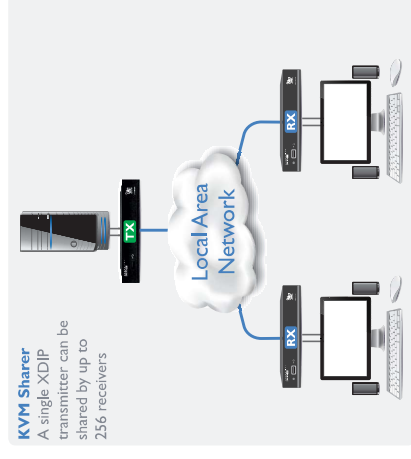 KVM Sharer
A single XDIP
transmitter can be
shared by up to
256 receivers
TX
Local Area
Network
RX
RX